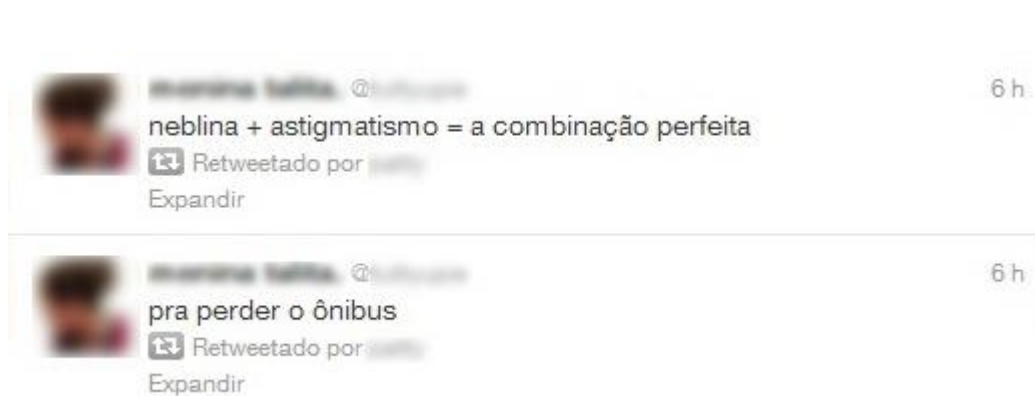 @ 6 h
neblina + astigmatismo = a combinação perfeita
Retweetado por
Expandir
@ 6 h
pra perder o ônibus
Retweetado por
Expandir